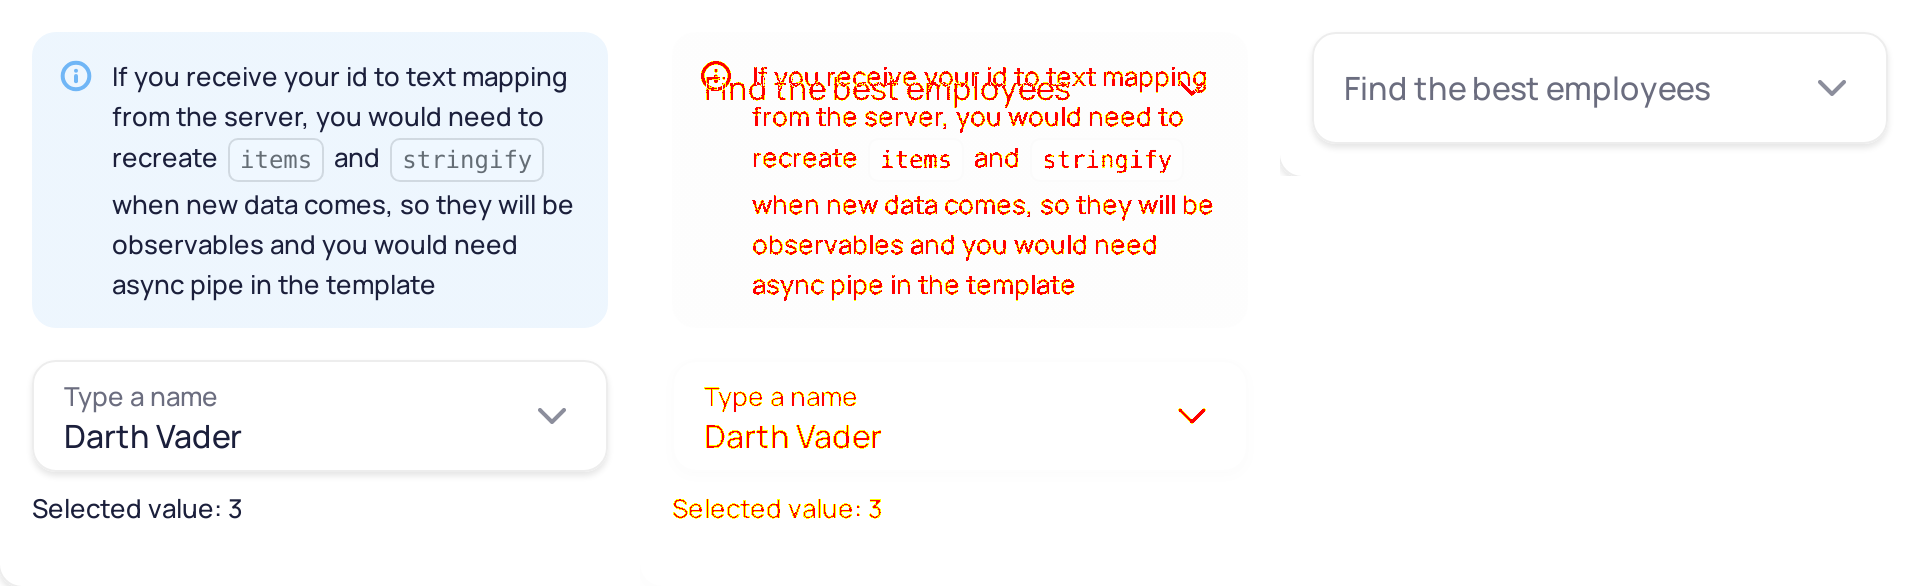 If you receive your id to text mapping
from the server, you would need to
recreate items and stringify
when new data comes, so they will be
observables and you would need
async pipe in the template
Type a name
Darth Vader
Selected value: 3
If you receive your id to text mapping
Find the best employees
from the server, you would need to
recreate items and stringify
when new data comes, so they will be
observables and you would need
async pipe in the template
Type a name
Darth Vader
Selected value: 3
Find the best employees